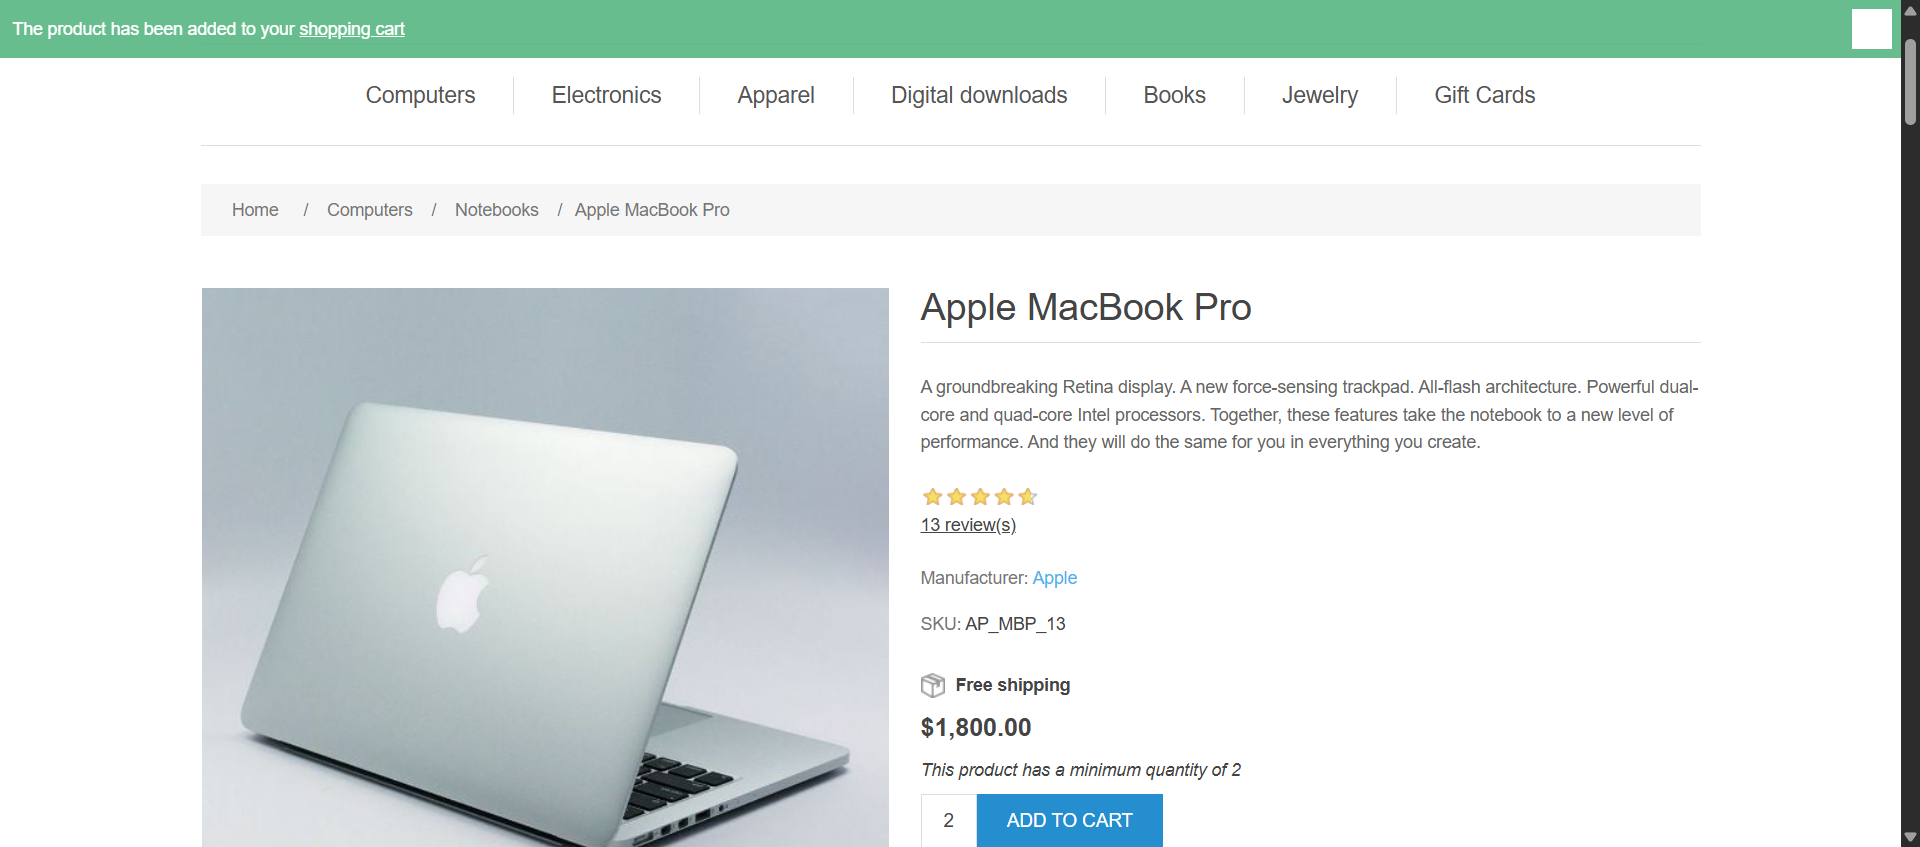 The product has been added to your shopping cart
Computers
Electronics
Apparel
Digital downloads
Books
Jewelry
Gift Cards
Home / Computers / Notebooks / Apple MacBook Pro
Apple MacBook Pro
A groundbreaking Retina display. A new force-sensing trackpad. All-flash architecture. Powerful dual-
core and quad-core Intel processors. Together, these features take the notebook to a new level of
performance. And they will do the same for you in everything you create.
13 review(s)
Manufacturer: Apple
SKU: AP_MBP_13
Free shipping
$1,800.00
This product has a minimum quantity of 2
2
ADD TO CART